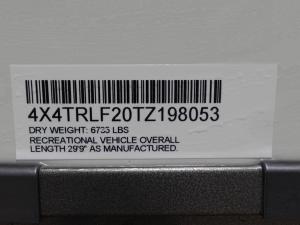 4X4TRLF20TZ198053
DRY WEIGHT: 6733 LBS
RECREATIONAL VEHICLE OVERALL
LENGTH 29'9" AS MANUFACTURED.